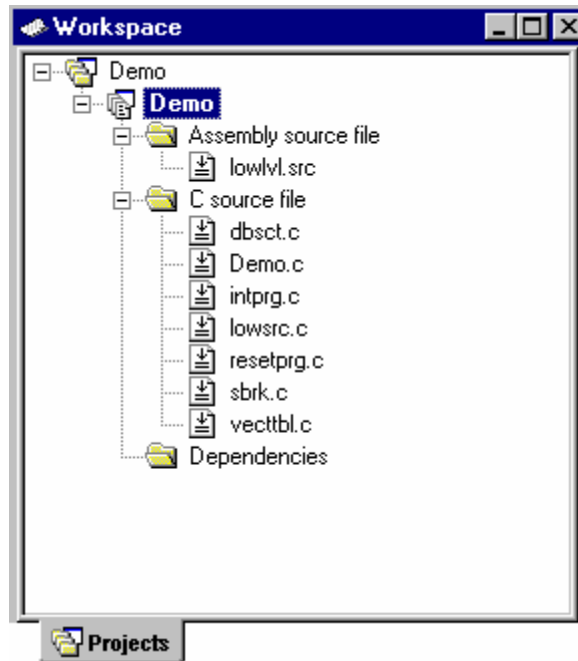 Workspace
Demo
Demo
Assembly source file
lowlvl.src
C source file
dbsct.c
Demo.c
intprg.c
lowsrc.c
resetprg.c
sbrk.c
vecttbl.c
Dependencies
Projects